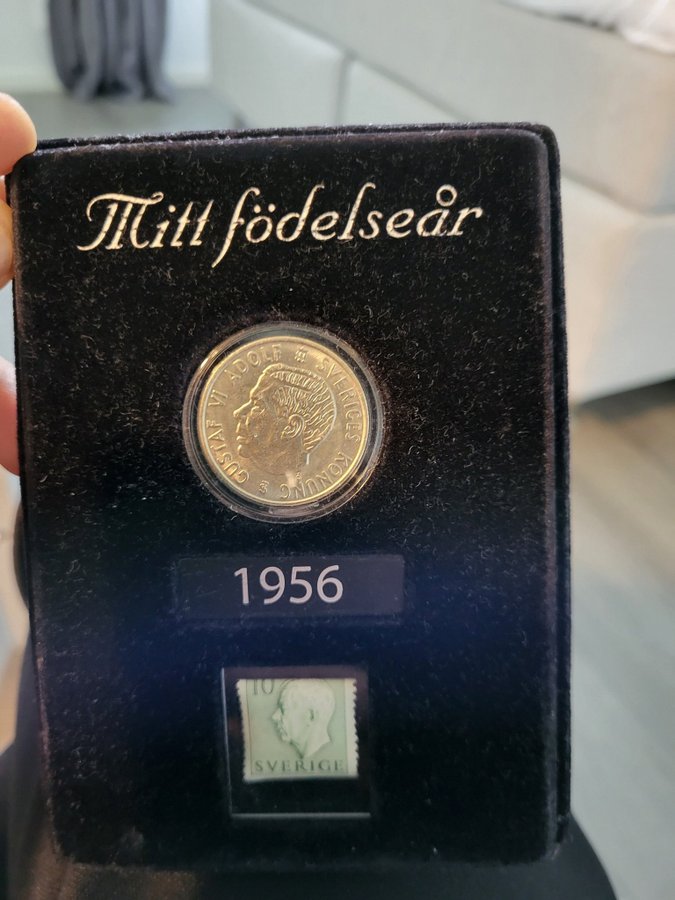 Mitt födelseår
GUSTAF VI ADOLF SVERIGES KONUNG
1956
10
SVERIGE